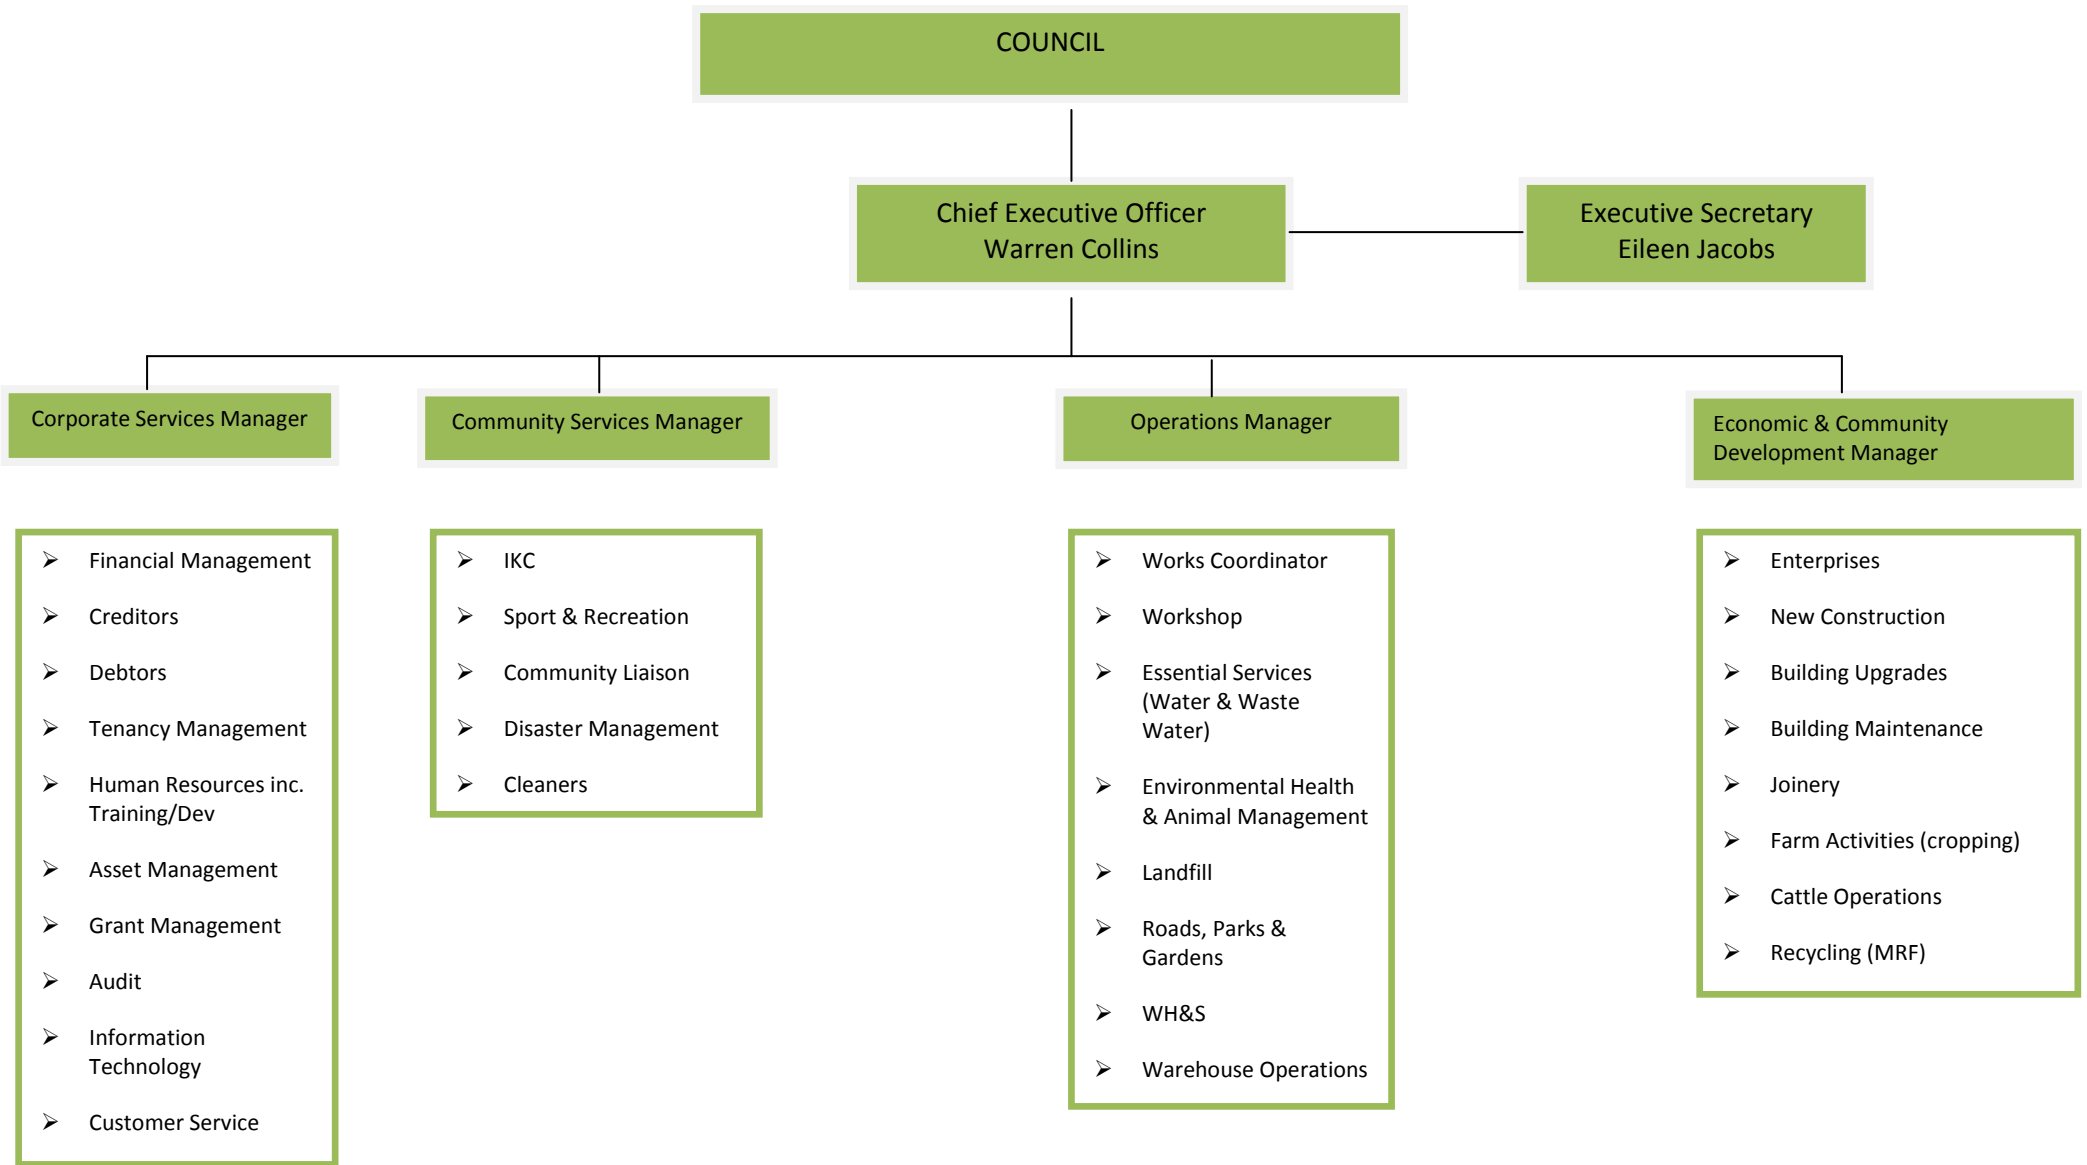 COUNCIL
Chief Executive Officer
Warren Collins
Executive Secretary
Eileen Jacobs
Corporate Services Manager
Community Services Manager
Operations Manager
Economic & Community
Development Manager
➢ Financial Management
➢ Creditors
➢ Debtors
➢ Tenancy Management
➢ Human Resources inc.
Training/Dev
➢ Asset Management
➢ Grant Management
➢ Audit
➢ Information
Technology
➢ Customer Service
➢ IKC
➢ Sport & Recreation
➢ Community Liaison
➢ Disaster Management
➢ Cleaners
➢ Works Coordinator
➢ Workshop
➢ Essential Services
(Water & Waste
Water)
➢ Environmental Health
& Animal Management
➢ Landfill
➢ Roads, Parks &
Gardens
➢ WH&S
➢ Warehouse Operations
➢ Enterprises
➢ New Construction
➢ Building Upgrades
➢ Building Maintenance
➢ Joinery
➢ Farm Activities (cropping)
➢ Cattle Operations
➢ Recycling (MRF)